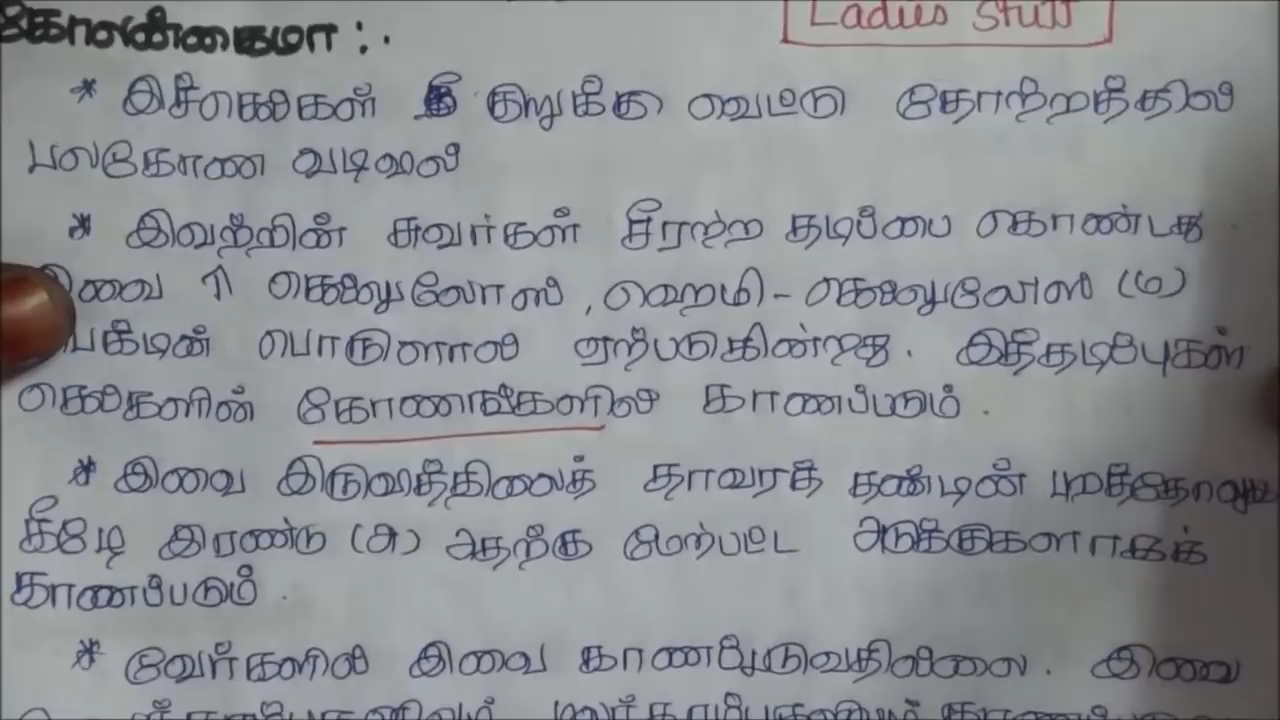 கோலன்கைமா :.
Ladies Stuff
* இச்செல்கள் குறுக்கு வெட்டு தோற்றத்தில்
பலகோண வடிவில்
* இவற்றின் சுவர்கள் சீரற்ற தடிப்பை கொண்டது
இவை செலுலோஸ், ஹெமி - செலுலோஸ் (ம)
பெக்டின் பொருளால் ஏற்படுகின்றது. இத்தடிப்புகள்
செல்களின் கோணங்களில் காணப்படும்.
* இவை இருவித்திலைத் தாவரத் தண்டின்
கீழே இரண்டு (அ) அதற்கு மேற்பட்ட அடுக்குகளாகக்
காணப்படும்.
* வேர்களில் இவை காணப்படுவதில்லை. இவை